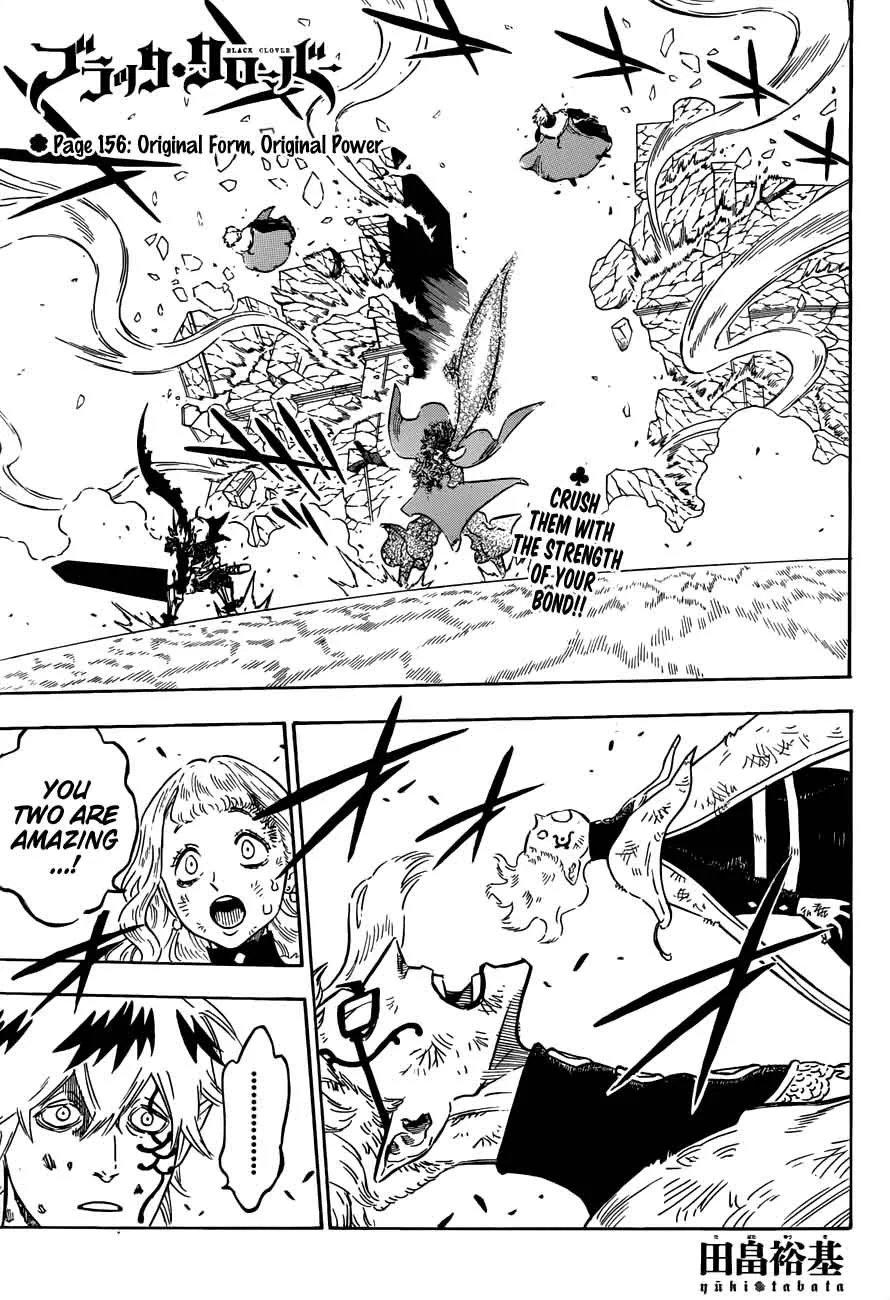 ブラッククローバー
BLACK CLOVER
Page 156: Original Form, Original Power
CRUSH
THEM WITH
THE STRENGTH
OF YOUR
BOND!!
YOU
TWO ARE
AMAZING
...!
.........
田畠裕基
yūki tabata